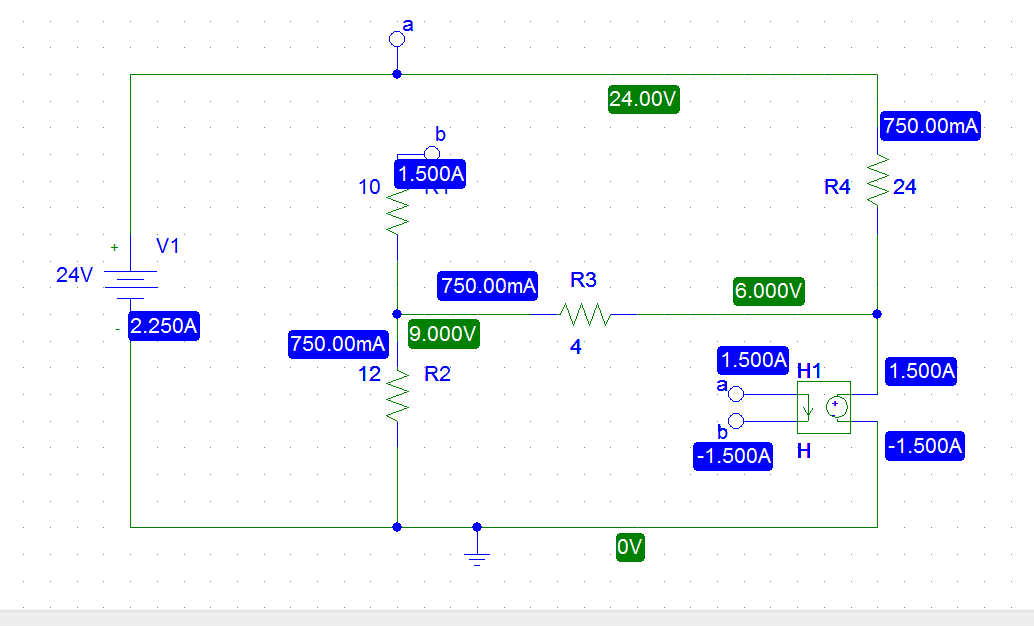 a
24.00V
750.00mA
b
1.500A
10
R4
24
+
V1
24V
750.00mA
R3
6.000V
2.250A
-
9.000V
750.00mA
4
12
R2
1.500A
H1
1.500A
a
+
b
-1.500A
H
-1.500A
0V